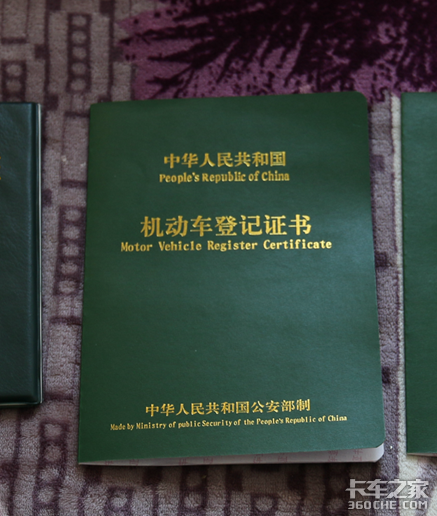 中华人民共和国
People's Republic of China
机动车登记证书
Motor Vehicle Register Certificate
中华人民共和国公安部制
Made by Ministry of public Security of the People's Republic of China
卡车之家
360CHE.COM